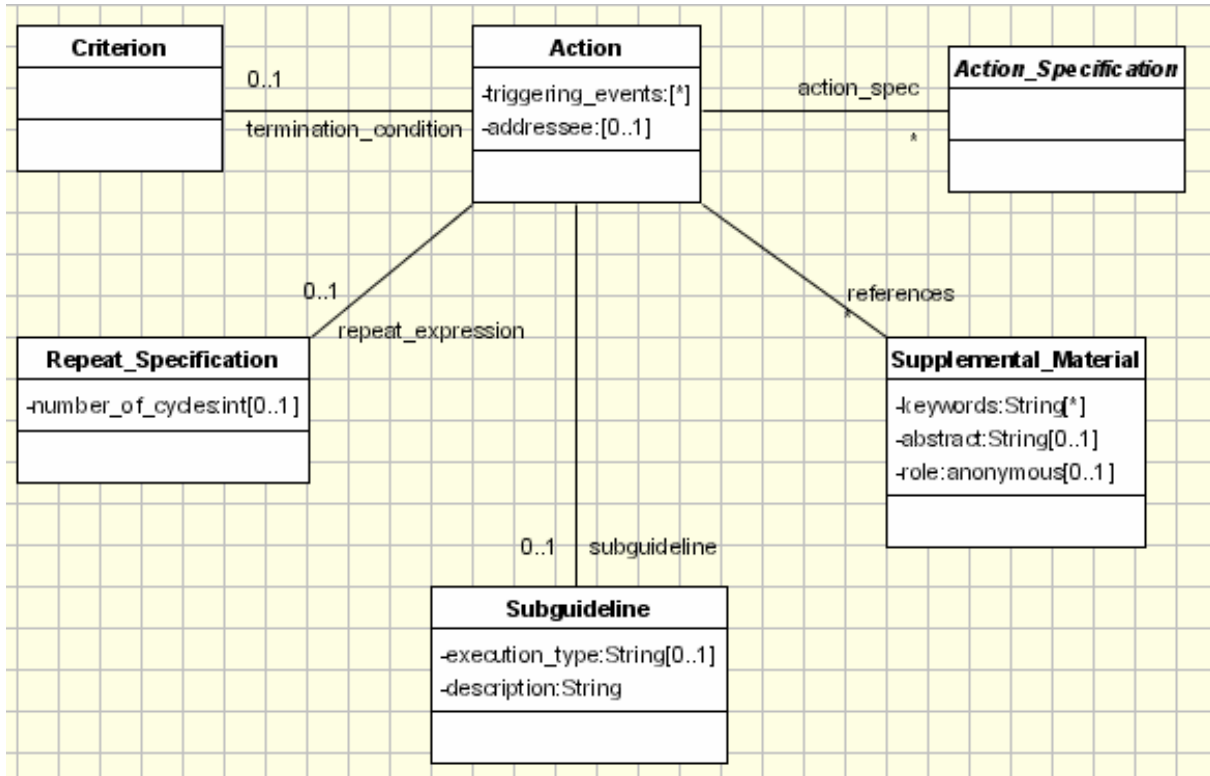 Criterion
0..1
termination_condition
Action
-triggering_events:[*]
-addressee:[0..1]
action_spec
*
Action_Specification
0..1
repeat_expression
references
*
Repeat_Specification
-number_of_cycles:int[0..1]
Supplemental_Material
-keywords:String[*]
-abstract:String[0..1]
-role:anonymous[0..1]
0..1
subguideline
Subguideline
-execution_type:String[0..1]
-description:String